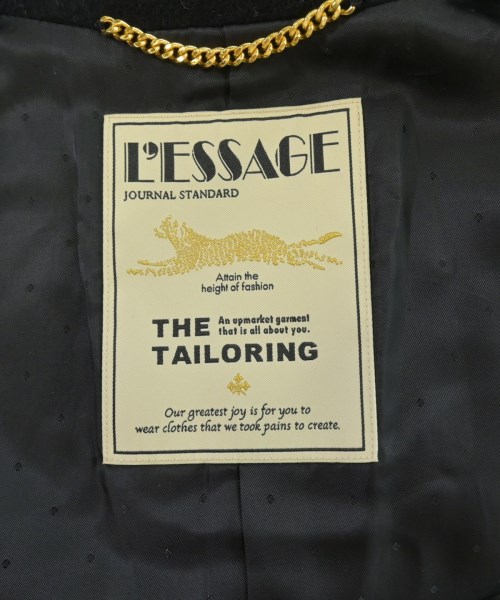 L'ESSAGE
JOURNAL STANDARD
Attain the
height of fashion
THE An upmarket garment
that is all about you.
TAILORING
Our greatest joy is for you to
wear clothes that we took pains to create.